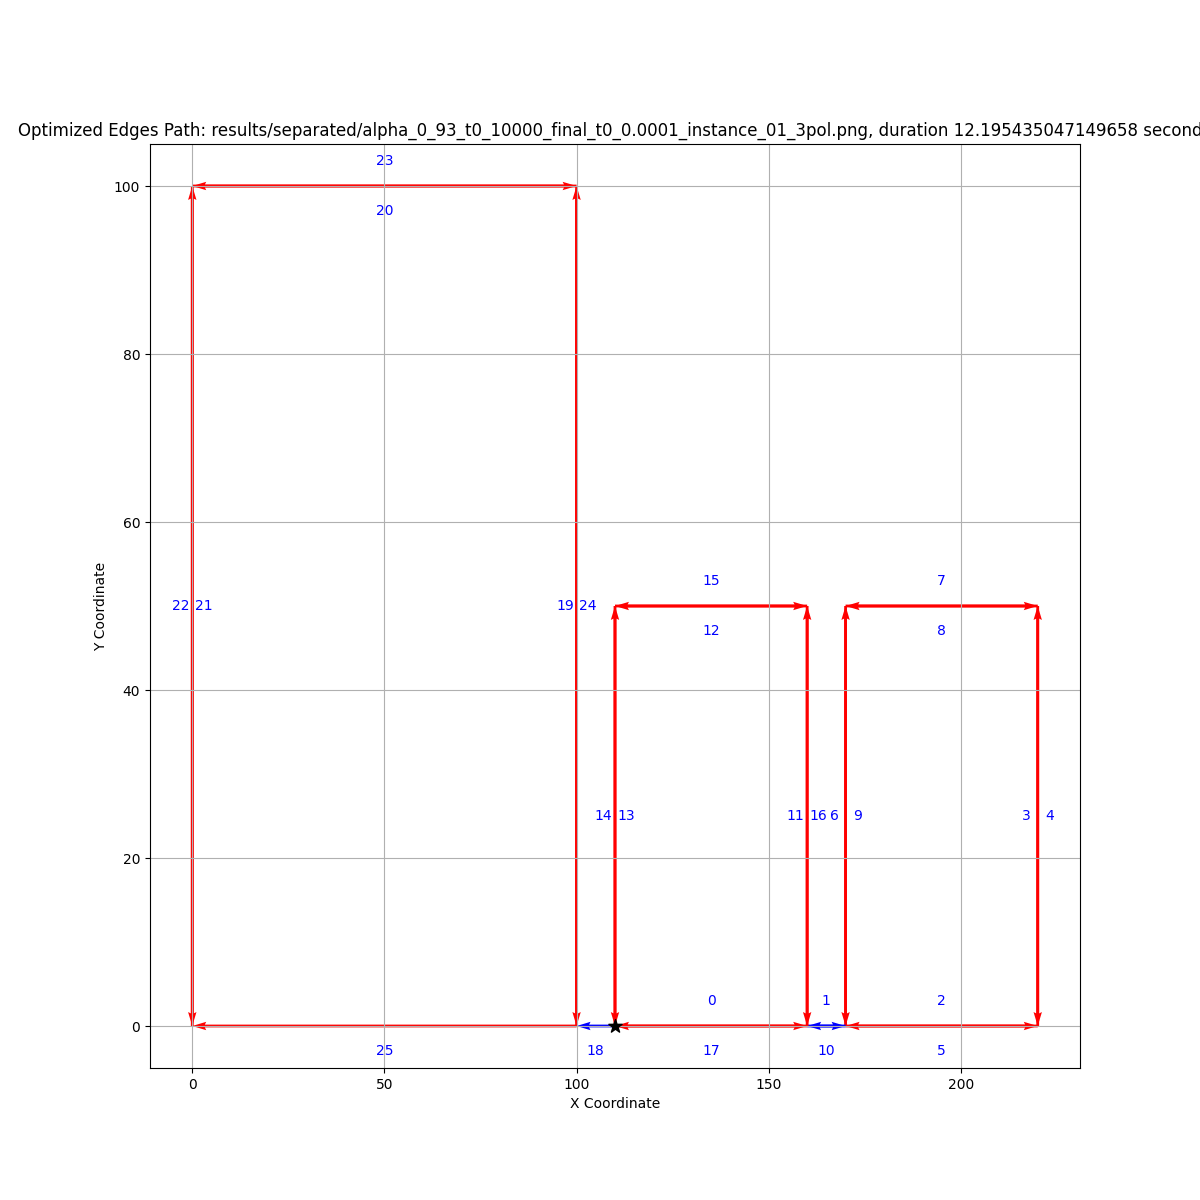 Optimized Edges Path: results/separated/alpha_0_93_t0_10000_final_t0_0.0001_instance_01_3pol.png, duration 12.195435047149658 second
23
100
20
80
60
22 21 19 24
15 7
12 8
Y Coordinate
40
14 13 11 16 6 9 3 4
20
0 1 2
0
25 18 17 10 5
0 50 100 150 200
X Coordinate